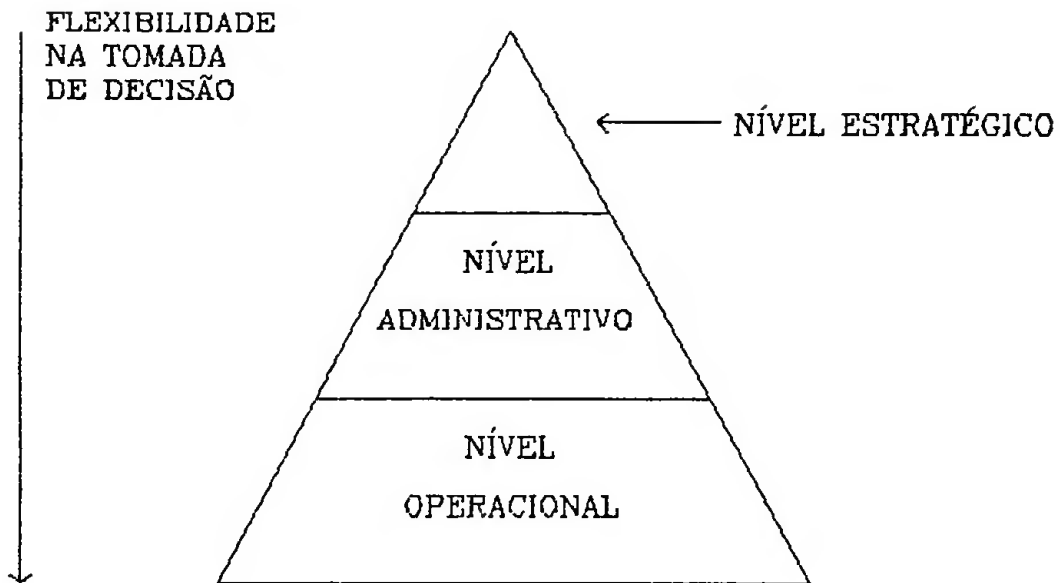 FLEXIBILIDADE
NA TOMADA
DE DECISÃO
NÍVEL ESTRATÉGICO
NÍVEL
ADMINISTRATIVO
NÍVEL
OPERACIONAL